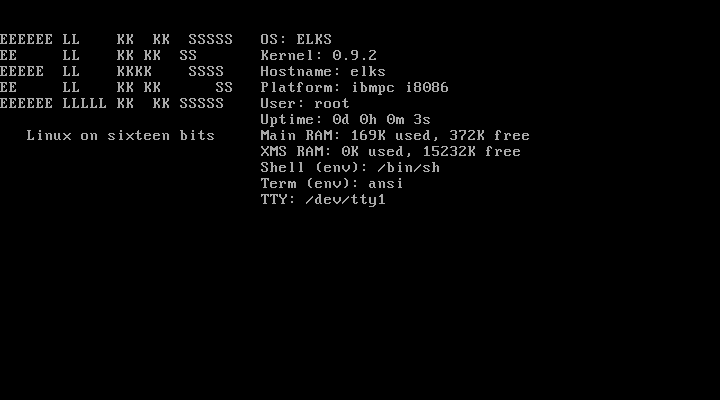 EEEEEE LL    KK  KK  SSSSS   OS: ELKS
EE     LL    KK KK  SS       Kernel: 0.9.2
EEEEE  LL    KKKK    SSSS    Hostname: elks
EE     LL    KK KK      SS   Platform: ibmpc i8086
EEEEEE LLLLL KK  KK SSSSS    User: root
                             Uptime: 0d 0h 0m 3s
   Linux on sixteen bits     Main RAM: 169K used, 372K free
                             XMS RAM: 0K used, 15232K free
                             Shell (env): /bin/sh
                             Term (env): ansi
                             TTY: /dev/tty1